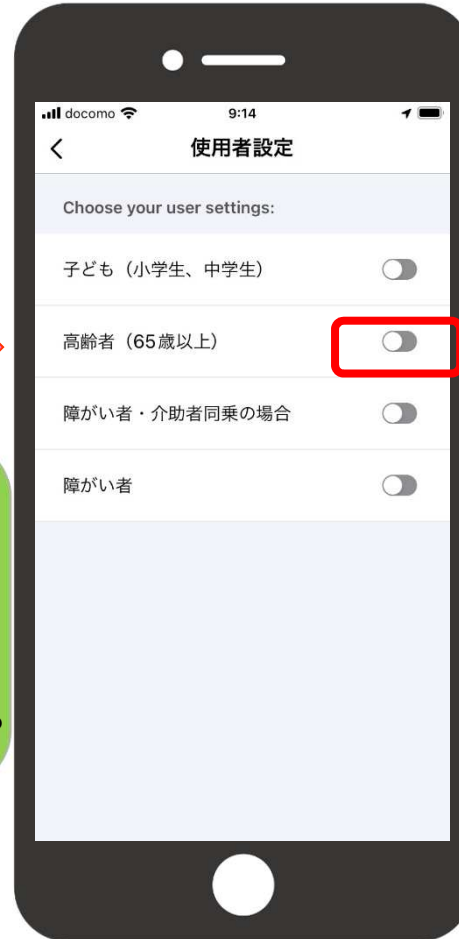 docomo 9:14
使用者設定
Choose your user settings:
子ども（小学生、中学生）
高齢者（65歳以上）
障がい者・介助者同乗の場合
障がい者